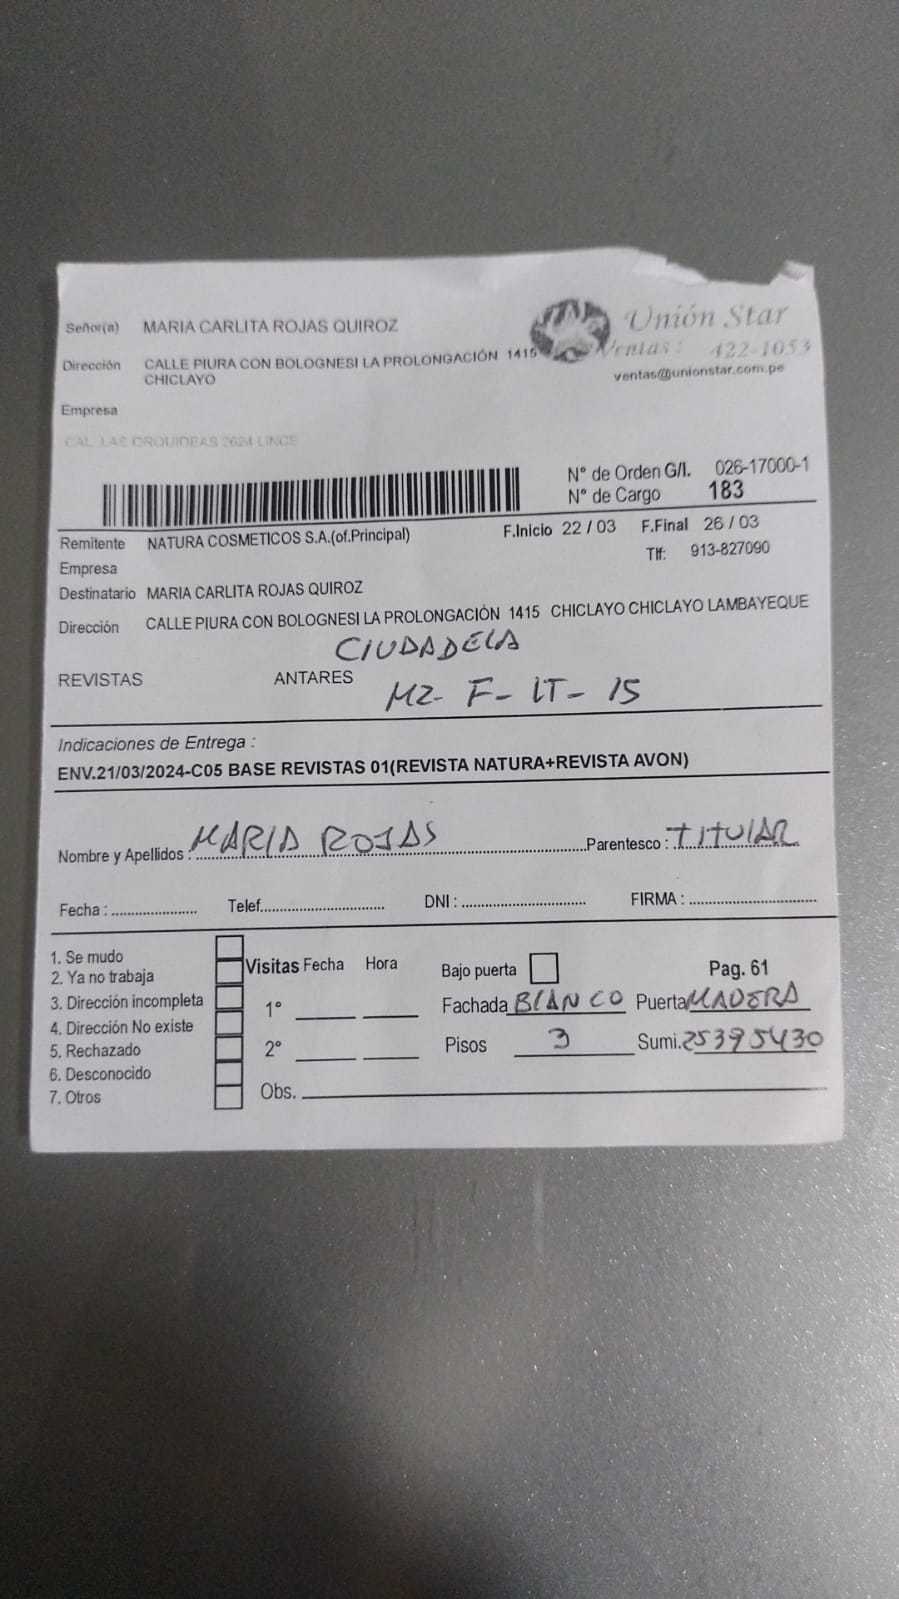 Señor(a) MARIA CARLITA ROJAS QUIROZ
Unión Star
Dirección CALLE PIURA CON BOLOGNESI LA PROLONGACIÓN 1415
CHICLAYO
Ventas: 422-1053
ventas@unionstar.com.pe
Empresa
CAL. LAS ORQUIDEAS 2624 LINCE
N° de Orden G/I. 026-17000-1
N° de Cargo 183
Remitente NATURA COSMETICOS S.A.(of.Principal) F.Inicio 22 / 03 F.Final 26 / 03
Empresa Tlf: 913-827090
Destinatario MARIA CARLITA ROJAS QUIROZ
Dirección CALLE PIURA CON BOLOGNESI LA PROLONGACIÓN 1415 CHICLAYO CHICLAYO LAMBAYEQUE
CIUDADELA
REVISTAS ANTARES MZ- F- LT- 15
Indicaciones de Entrega :
ENV.21/03/2024-C05 BASE REVISTAS 01(REVISTA NATURA+REVISTA AVON)
Nombre y Apellidos : MARIA ROJAS Parentesco : TITULAR
Fecha : Telef. DNI : FIRMA :
1. Se mudo
2. Ya no trabaja
3. Dirección incompleta
4. Dirección No existe
5. Rechazado
6. Desconocido
7. Otros
Visitas Fecha Hora
1°
2°
Obs.
Bajo puerta Pag. 61
Fachada BLANCO Puerta MADERA
Pisos 3 Sumi. 25395430